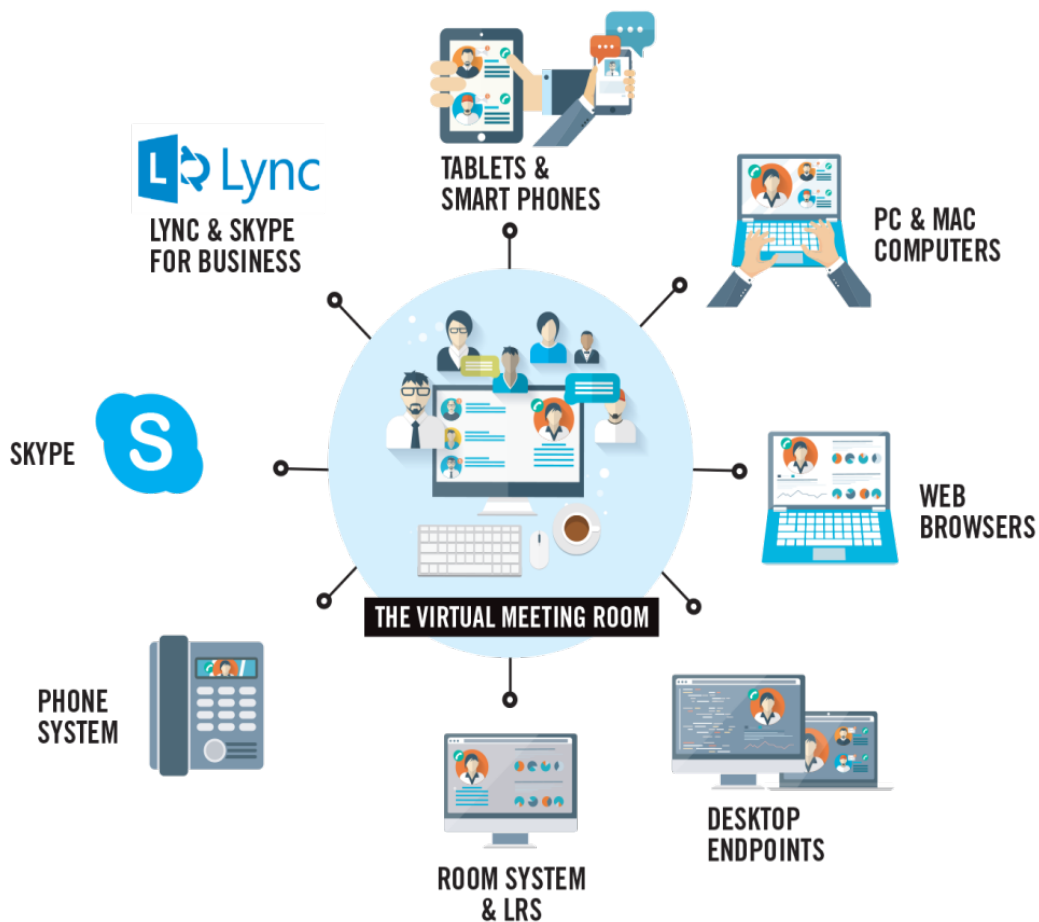 TABLETS &
SMART PHONES
L Lync
LYNC & SKYPE
FOR BUSINESS
PC & MAC
COMPUTERS
SKYPE
S
WEB
BROWSERS
THE VIRTUAL MEETING ROOM
PHONE
SYSTEM
DESKTOP
ENDPOINTS
ROOM SYSTEM
& LRS